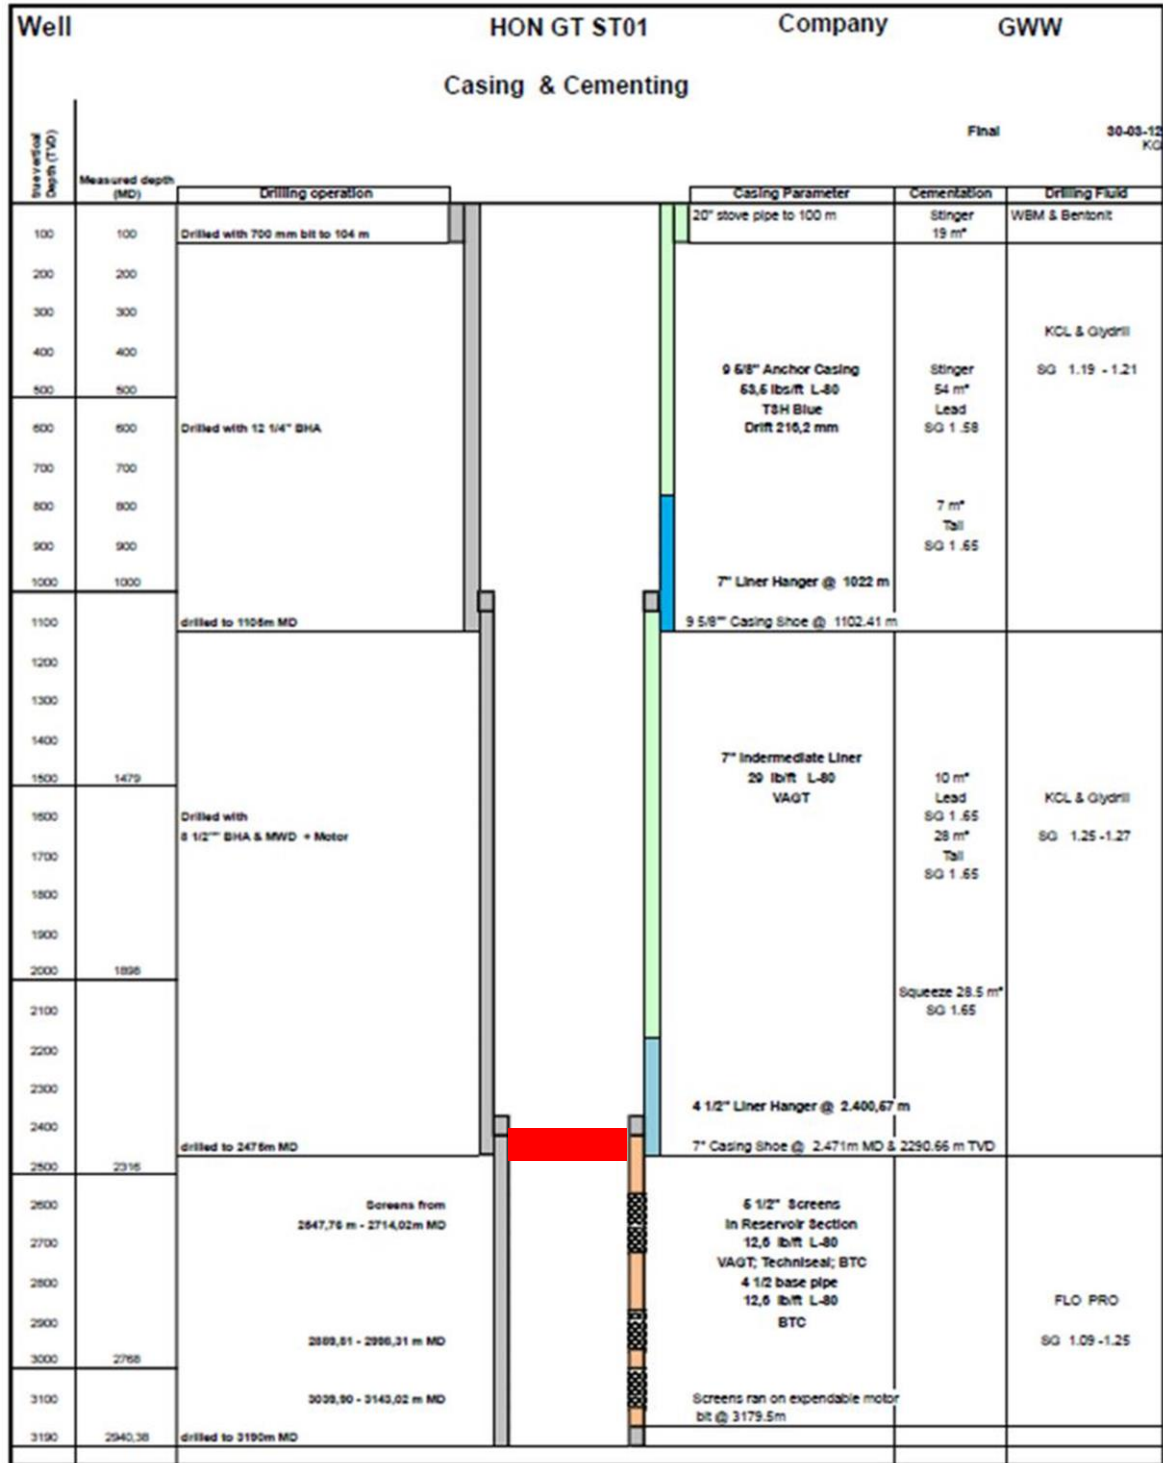 Well HON GT ST01 Company GWW
Casing & Cementing
Final 30-03-12
KG
true vertical Depth (TVD)
Measured depth (MD)
Drilling operation Casing Parameter Cementation Drilling Fluid
20" stove pipe to 100 m Stinger WBM & Bentonit
100 100 Drilled with 700 mm bit to 104 m 19 m³
200 200
300 300
KCL & Glydrill
400 400
9 5/8" Anchor Casing Stinger SG 1.19 - 1.21
500 500 53,5 lbs/ft L-80 54 m³
TSH Blue Lead
600 600 Drilled with 12 1/4" BHA Drift 216,2 mm SG 1.58
700 700
800 800 7 m³
Tail
900 900 SG 1.65
1000 1000 7" Liner Hanger @ 1022 m
1100 drilled to 1106m MD 9 5/8"" Casing Shoe @ 1102.41 m
1200
1300
1400
7" Indermediate Liner
1500 1479 29 lb/ft L-80 10 m³
VAGT Lead KCL & Glydrill
1600 Drilled with SG 1.65
8 1/2"" BHA & MWD + Motor 28 m³ SG 1.25 -1.27
1700 Tail
SG 1.65
1800
1900
2000 1898
Squeeze 28.5 m³
2100 SG 1.65
2200
2300
4 1/2" Liner Hanger @ 2.400,57 m
2400
drilled to 2476m MD 7" Casing Shoe @ 2.471m MD & 2290.66 m TVD
2500 2316
2600 Screens from 5 1/2" Screens
2647,76 m - 2714,02m MD In Reservoir Section
2700 12,6 lb/ft L-80
VAGT; Techniseal; BTC
2800 4 1/2 base pipe
12,6 lb/ft L-80 FLO PRO
2900 BTC
2889,81 - 2998,31 m MD SG 1.09 -1.25
3000 2768
3100 3039,90 - 3143,02 m MD Screens ran on expendable motor
bit @ 3179.5m
3190 2940,38 drilled to 3190m MD